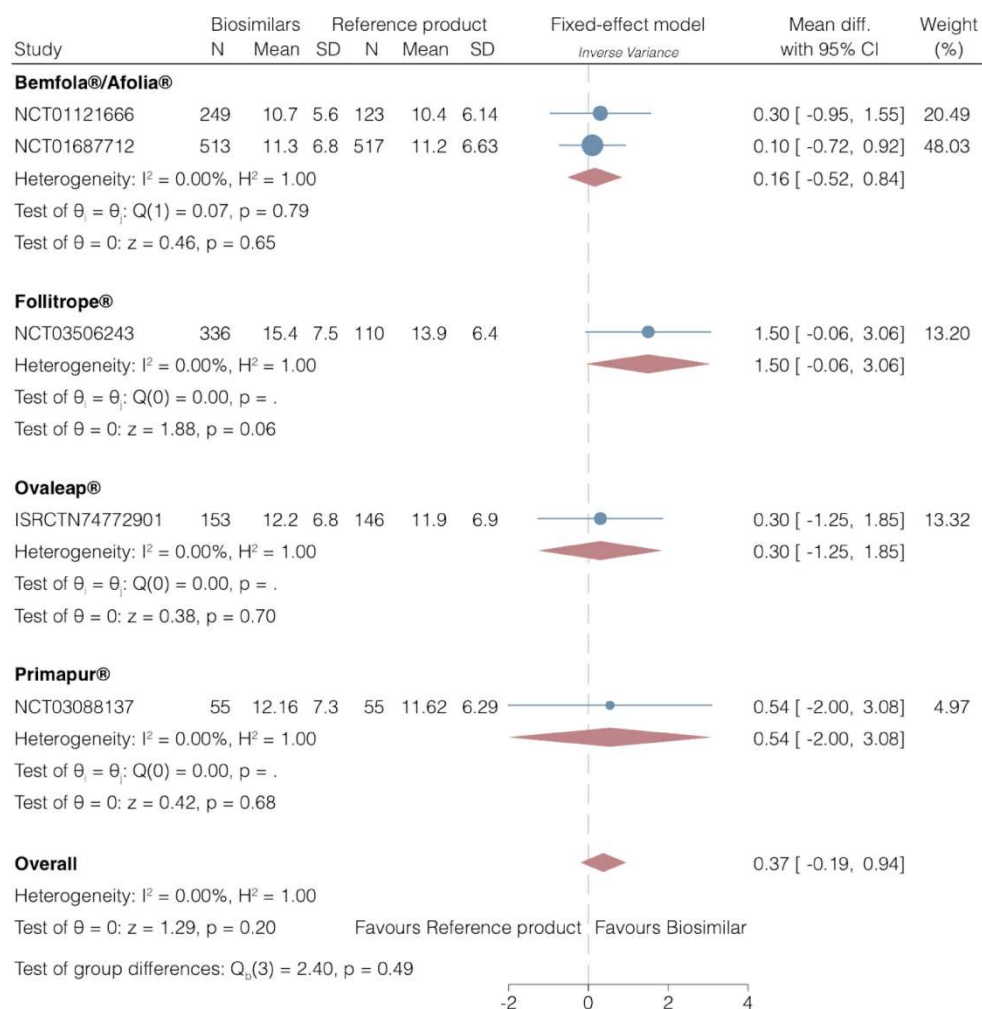 Biosimilars Reference product Fixed-effect model Mean diff. Weight
Study N Mean SD N Mean SD Inverse Variance with 95% CI (%)
Bemfola®/Afolia®
NCT01121666 249 10.7 5.6 123 10.4 6.14 0.30 [ -0.95, 1.55] 20.49
NCT01687712 513 11.3 6.8 517 11.2 6.63 0.10 [ -0.72, 0.92] 48.03
Heterogeneity: I² = 0.00%, H² = 1.00 0.16 [ -0.52, 0.84]
Test of θᵢ = θⱼ: Q(1) = 0.07, p = 0.79
Test of θ = 0: z = 0.46, p = 0.65
Follitrope®
NCT03506243 336 15.4 7.5 110 13.9 6.4 1.50 [ -0.06, 3.06] 13.20
Heterogeneity: I² = 0.00%, H² = 1.00 1.50 [ -0.06, 3.06]
Test of θᵢ = θⱼ: Q(0) = 0.00, p = .
Test of θ = 0: z = 1.88, p = 0.06
Ovaleap®
ISRCTN74772901 153 12.2 6.8 146 11.9 6.9 0.30 [ -1.25, 1.85] 13.32
Heterogeneity: I² = 0.00%, H² = 1.00 0.30 [ -1.25, 1.85]
Test of θᵢ = θⱼ: Q(0) = 0.00, p = .
Test of θ = 0: z = 0.38, p = 0.70
Primapur®
NCT03088137 55 12.16 7.3 55 11.62 6.29 0.54 [ -2.00, 3.08] 4.97
Heterogeneity: I² = 0.00%, H² = 1.00 0.54 [ -2.00, 3.08]
Test of θᵢ = θⱼ: Q(0) = 0.00, p = .
Test of θ = 0: z = 0.42, p = 0.68
Overall 0.37 [ -0.19, 0.94]
Heterogeneity: I² = 0.00%, H² = 1.00
Test of θ = 0: z = 1.29, p = 0.20 Favours Reference product Favours Biosimilar
Test of group differences: Q_b(3) = 2.40, p = 0.49
-2 0 2 4